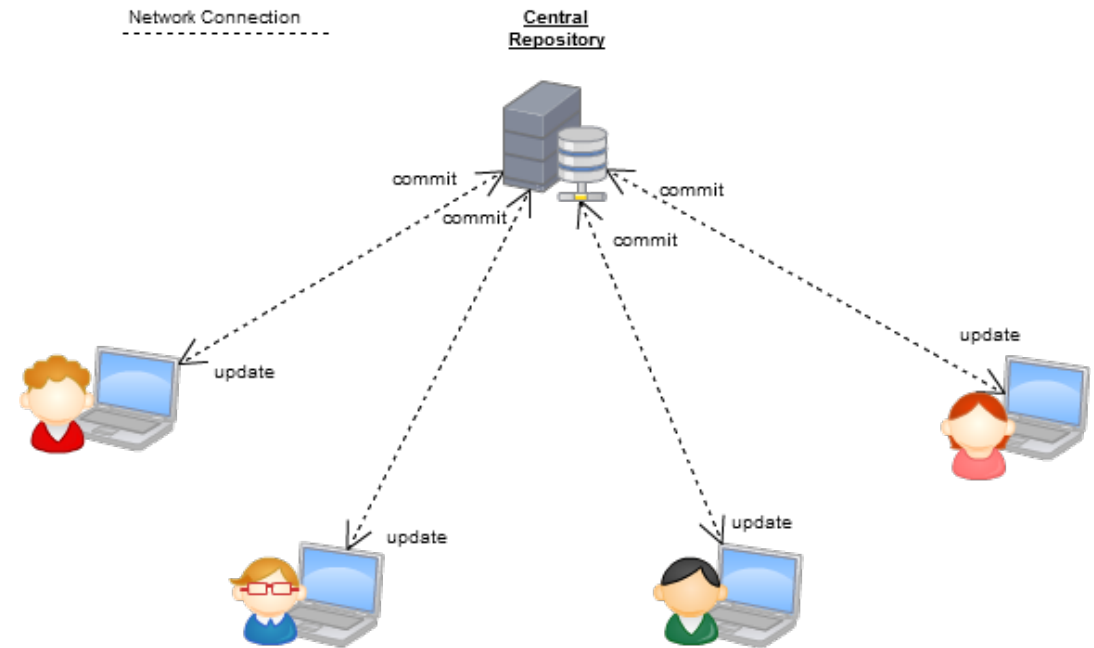 Network Connection
Central
Repository
commit
commit
commit
commit
update
update
update
update